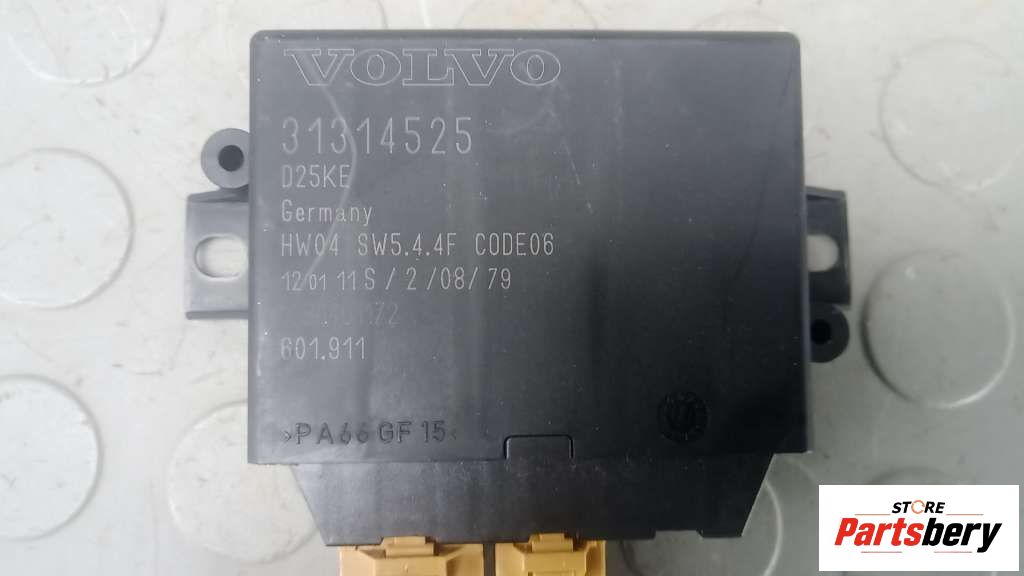 VOLVO
31314525
D25KE
Germany
HW04 SW5.4.4F CODE06
12/01 11S / 2 /08/ 79
601.911
>PA66GF15<
STORE
Partsbery